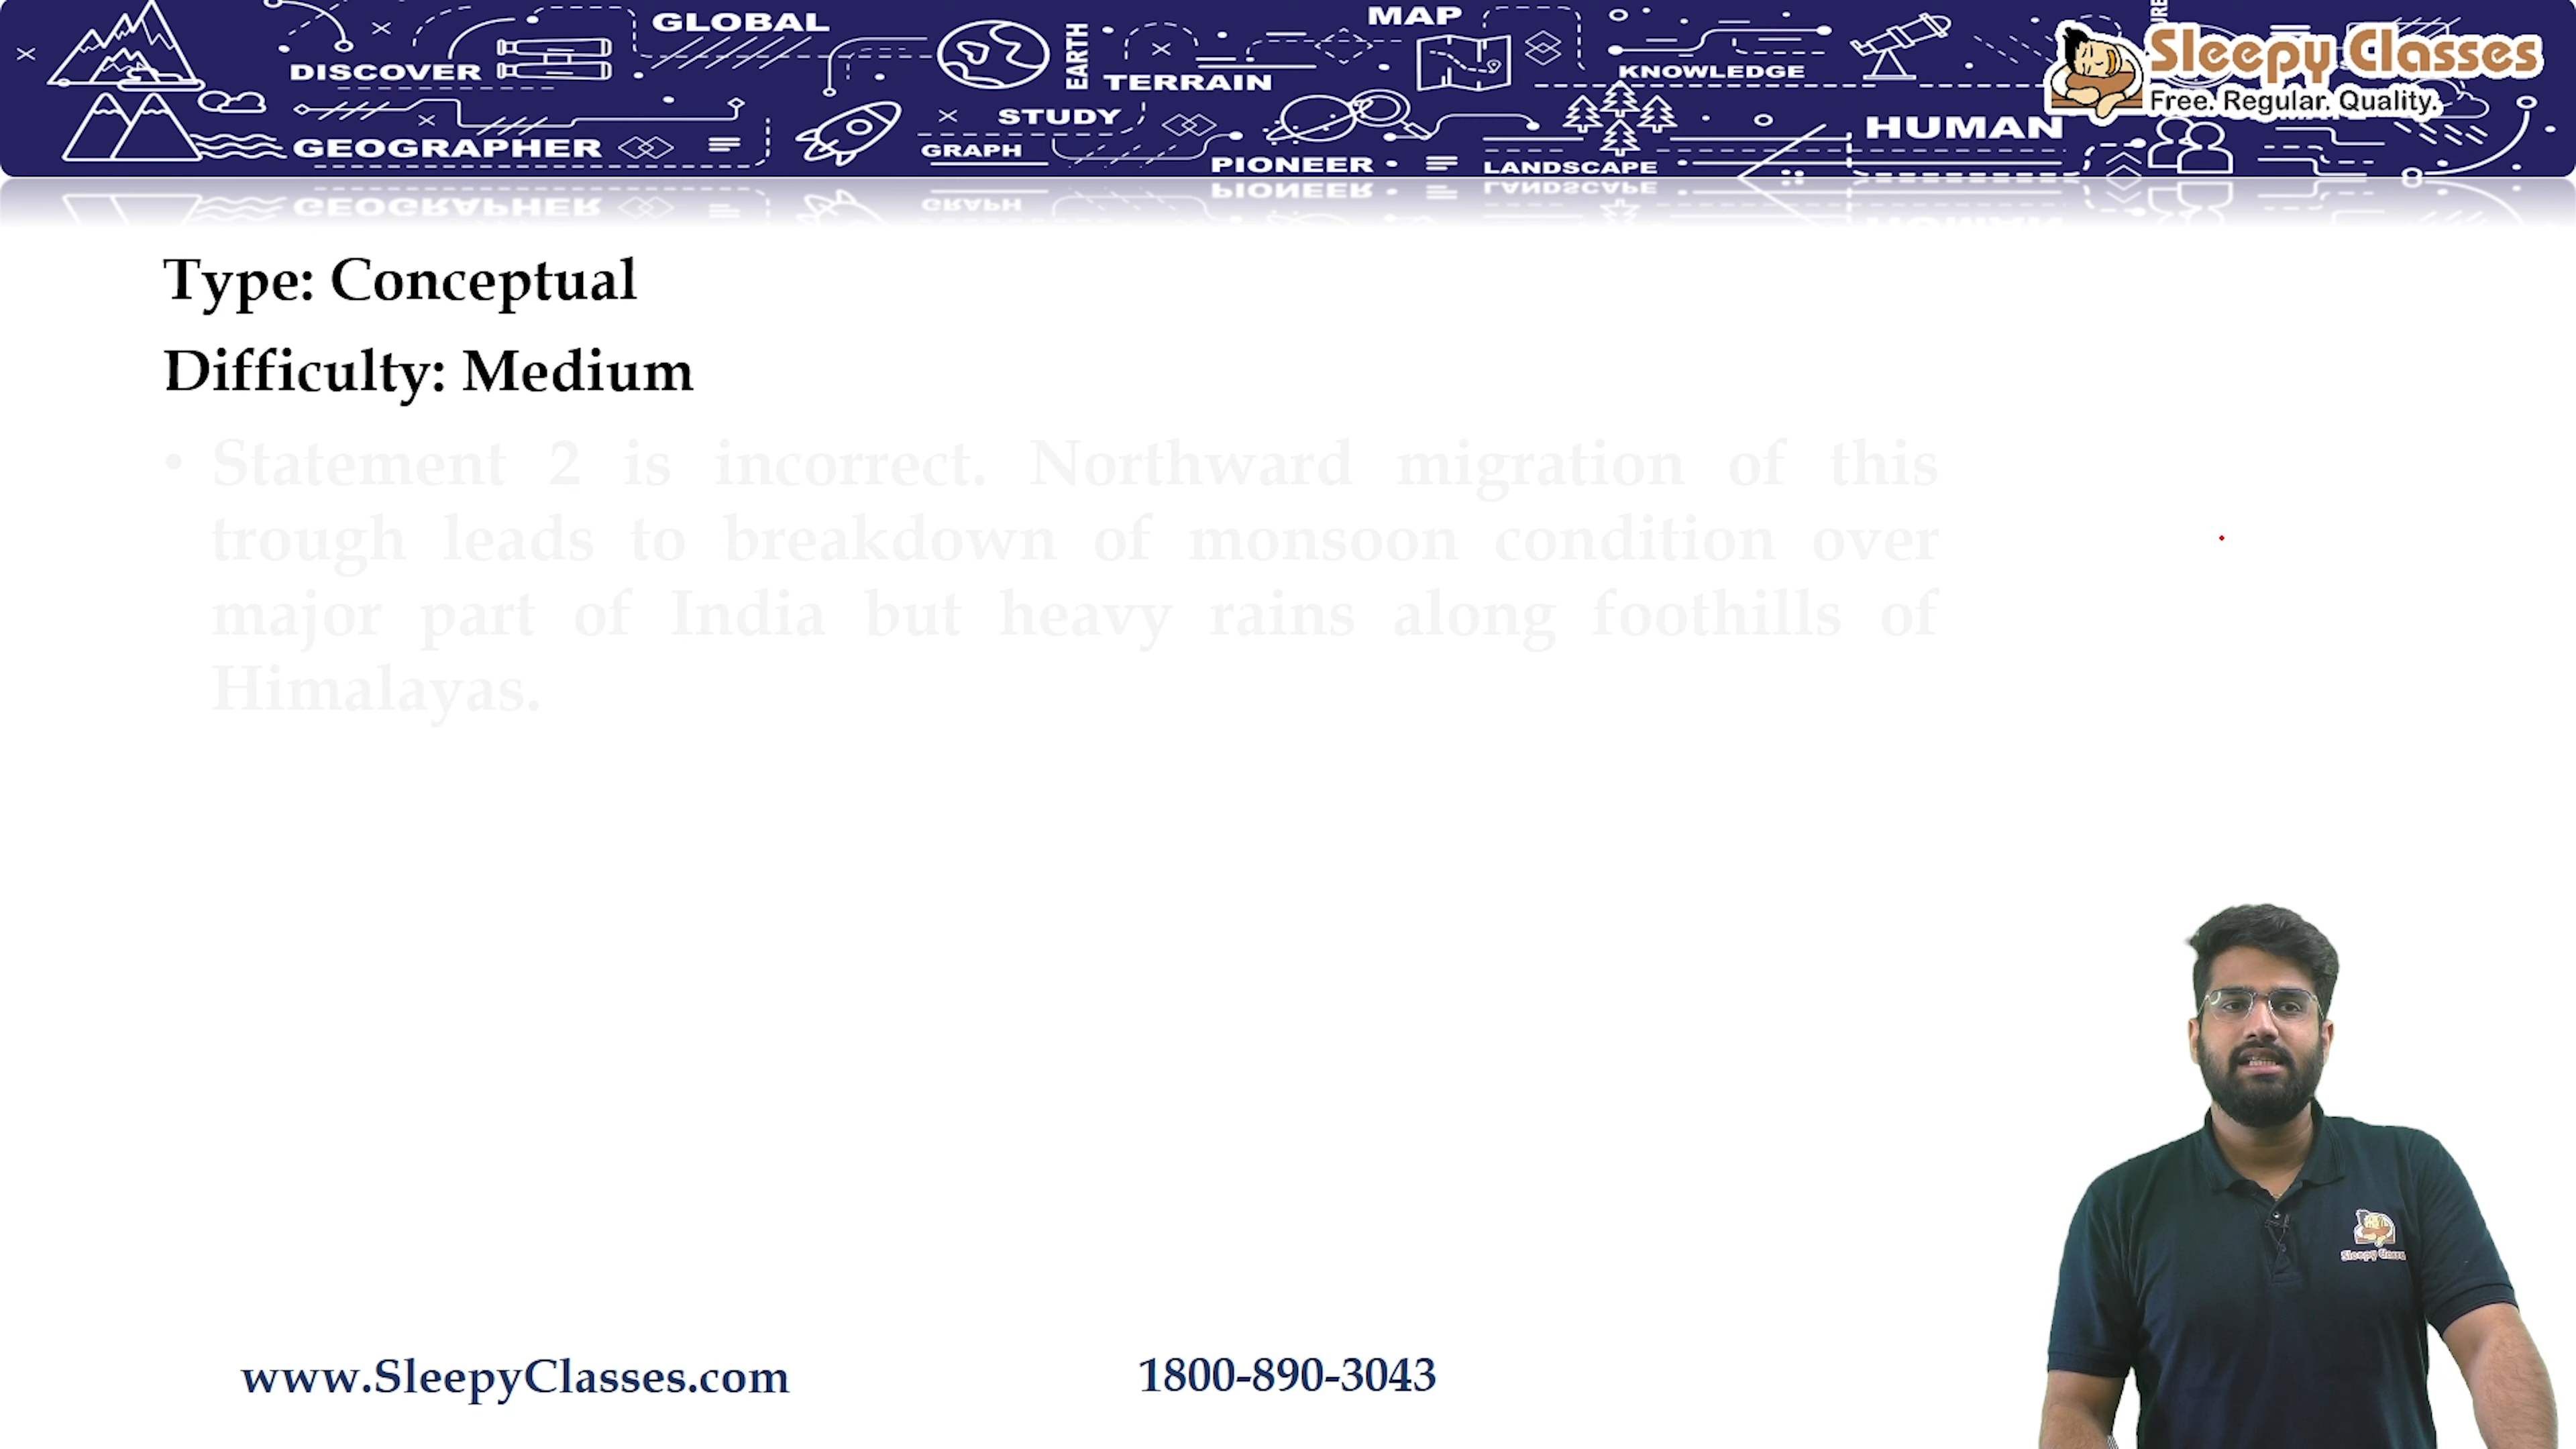 GLOBAL
MAP
DISCOVER
EARTH
TERRAIN
KNOWLEDGE
Sleepy Classes
Free. Regular. Quality.
STUDY
GEOGRAPHER
GRAPH
PIONEER
LANDSCAPE
HUMAN
Type: Conceptual
Difficulty: Medium
• Statement 2 is incorrect. Northward migration of this
trough leads to breakdown of monsoon condition over
major part of India but heavy rains along foothills of
Himalayas.
www.SleepyClasses.com
1800-890-3043